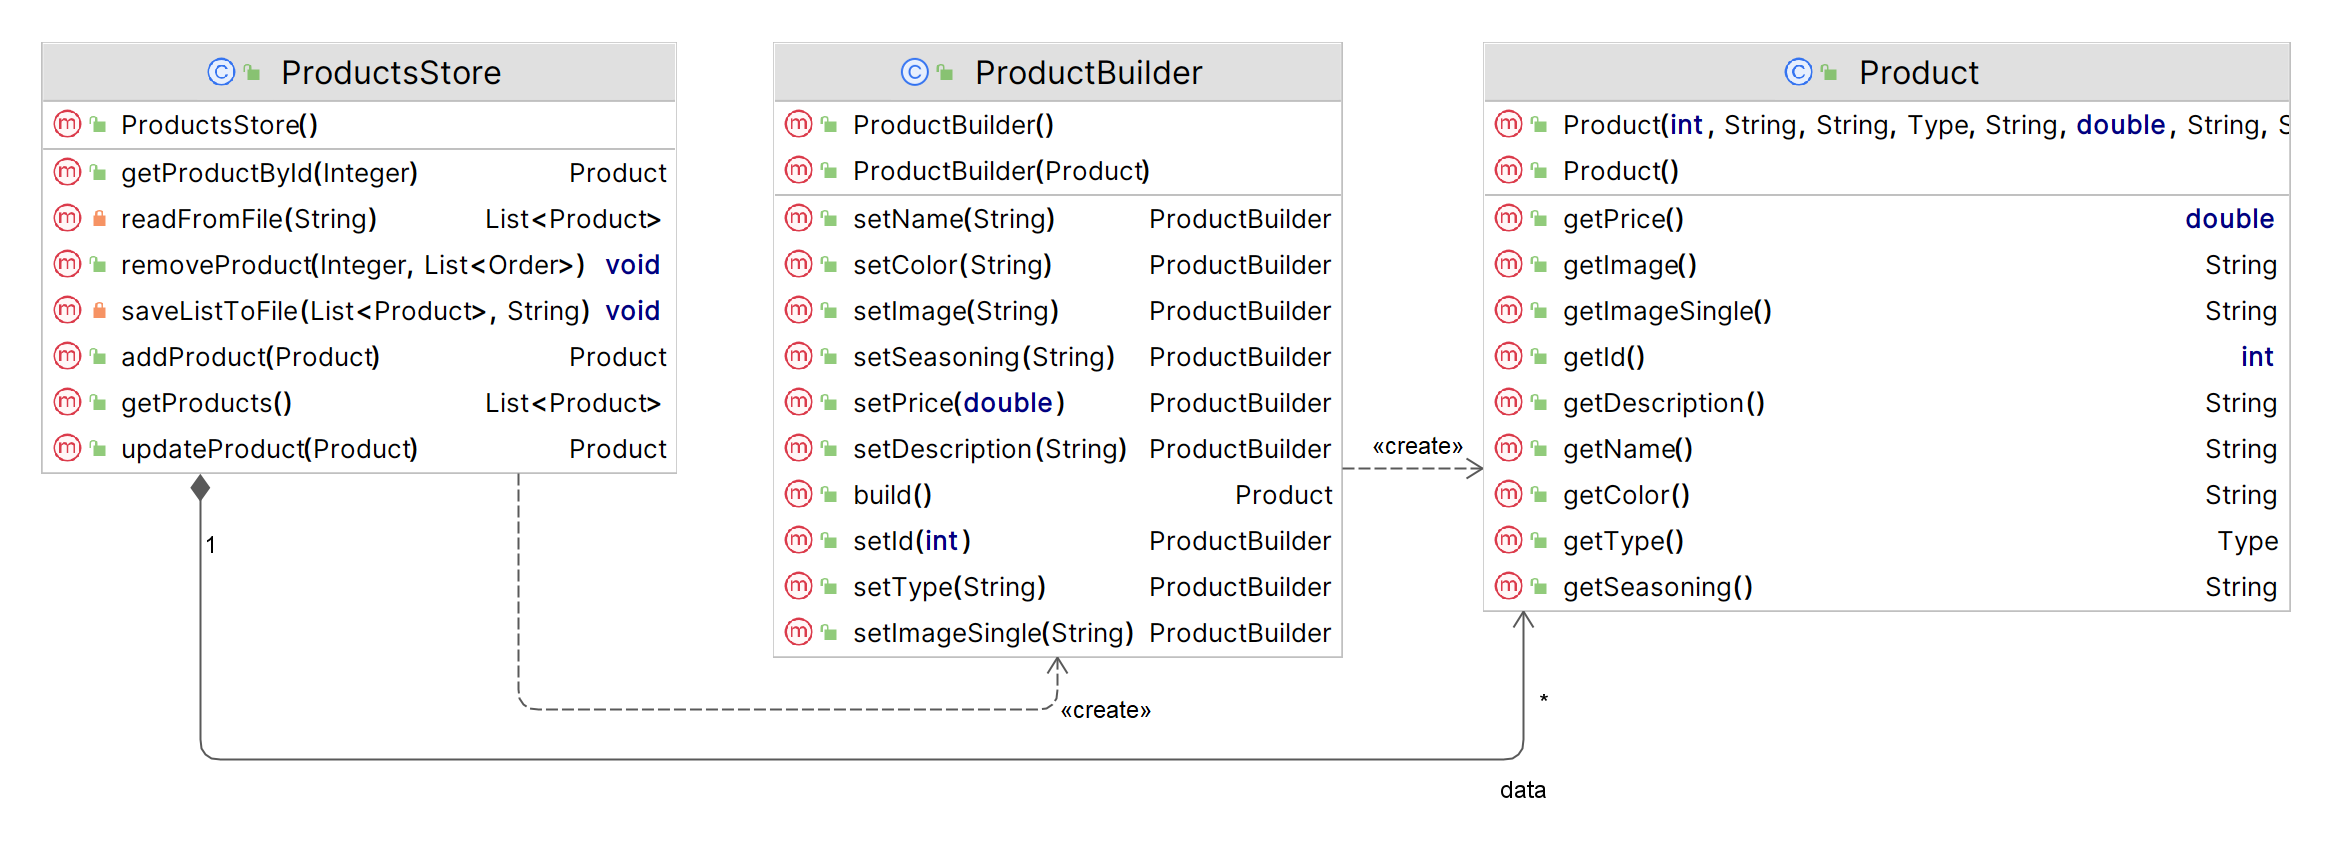 ProductsStore
ProductsStore()
getProductById(Integer) Product
readFromFile(String) List<Product>
removeProduct(Integer, List<Order>) void
saveListToFile(List<Product>, String) void
addProduct(Product) Product
getProducts() List<Product>
updateProduct(Product) Product
ProductBuilder
ProductBuilder()
ProductBuilder(Product)
setName(String) ProductBuilder
setColor(String) ProductBuilder
setImage(String) ProductBuilder
setSeasoning(String) ProductBuilder
setPrice(double) ProductBuilder
setDescription(String) ProductBuilder
build() Product
setId(int) ProductBuilder
setType(String) ProductBuilder
setImageSingle(String) ProductBuilder
Product
Product(int, String, String, Type, String, double, String, S
Product()
getPrice() double
getImage() String
getImageSingle() String
getId() int
getDescription() String
getName() String
getColor() String
getType() Type
getSeasoning() String
«create»
1
*
«create»
data